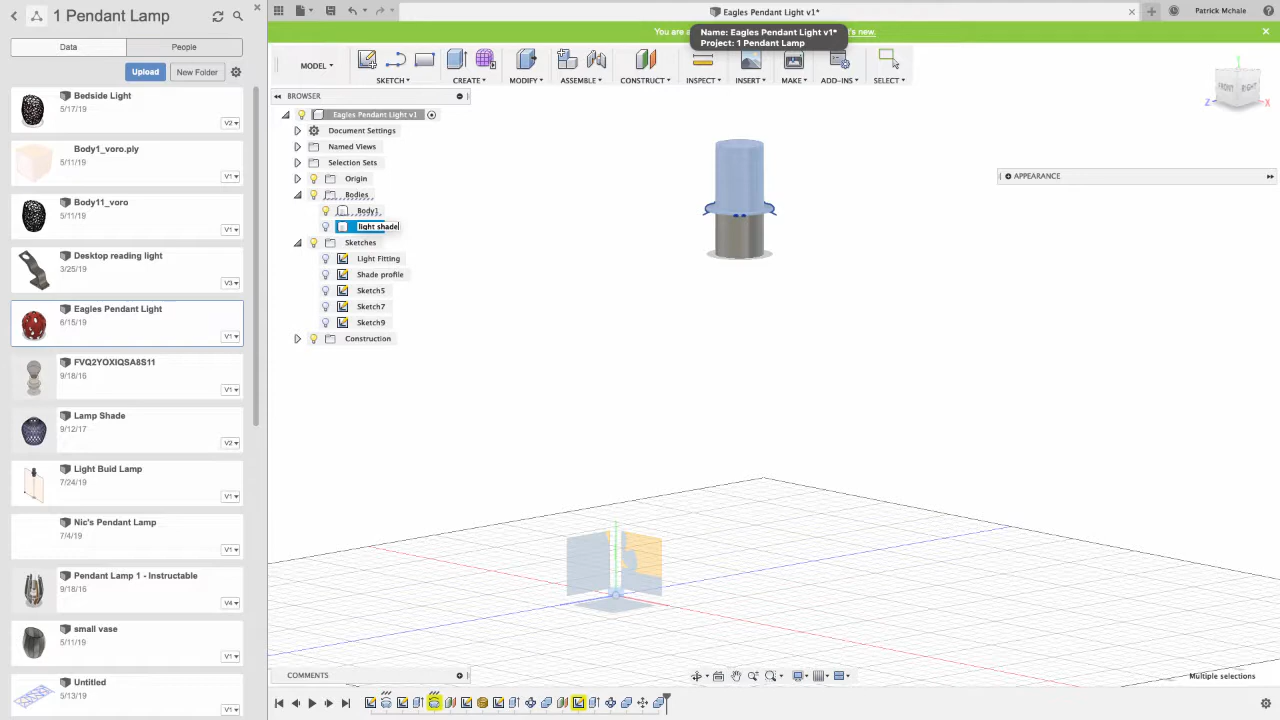 1 Pendant Lamp
Eagles Pendant Light v1*
Patrick Mchale
Data
People
You are a
's new.
Name: Eagles Pendant Light v1*
Project: 1 Pendant Lamp
Upload
New Folder
MODEL
SKETCH
CREATE
MODIFY
ASSEMBLE
CONSTRUCT
INSPECT
INSERT
MAKE
ADD-INS
SELECT
FRONT
RIGHT
Z
X
BROWSER
Eagles Pendant Light v1
Document Settings
Named Views
Selection Sets
Origin
Bodies
Body1
light shade
Sketches
Light Fitting
Shade profile
Sketch5
Sketch7
Sketch9
Construction
APPEARANCE
Bedside Light
5/17/19
V2
Body1_voro.ply
5/11/19
V1
Body11_voro
5/11/19
V1
Desktop reading light
3/25/19
V3
Eagles Pendant Light
6/15/19
V1
FVQ2YOXIQSA8S11
9/18/16
V1
Lamp Shade
9/12/17
V2
Light Buid Lamp
7/24/19
V1
Nic's Pendant Lamp
7/4/19
V1
Pendant Lamp 1 - Instructable
9/18/16
V4
small vase
5/11/19
V1
Untitled
5/13/19
V1
COMMENTS
Multiple selections